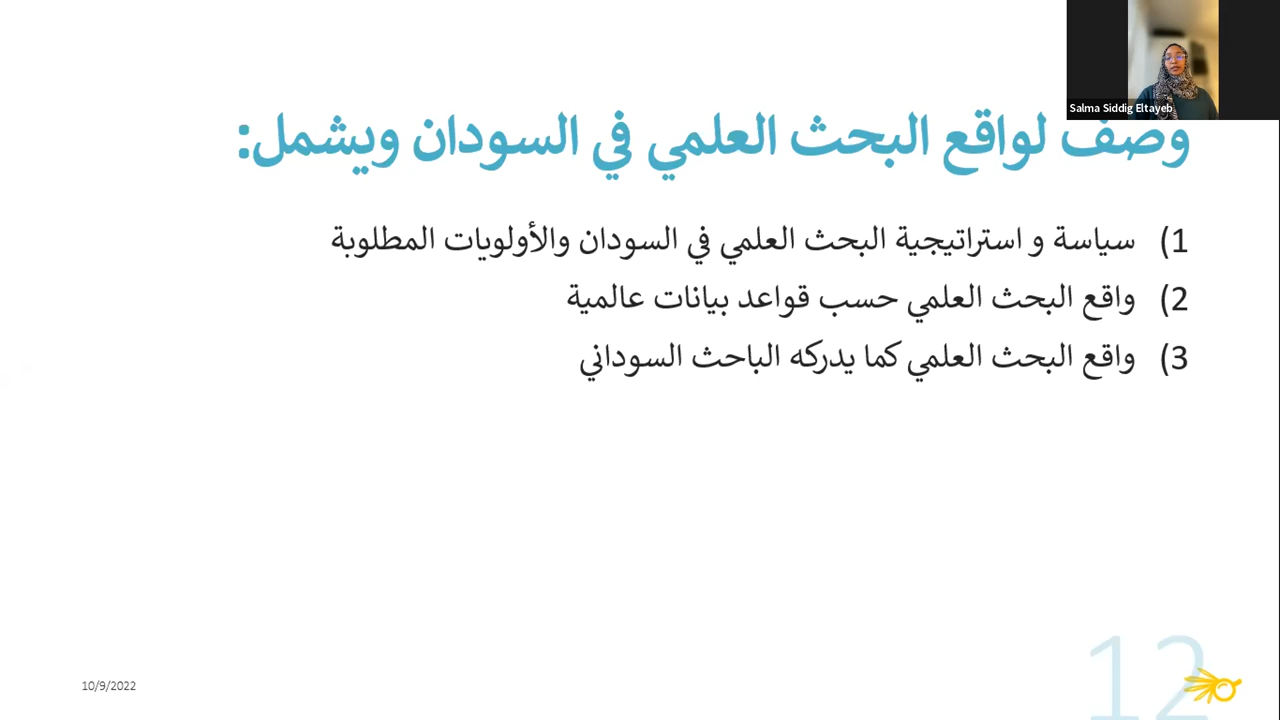 Salma Siddig Eltayeb
وصف لواقع البحث العلمي في السودان ويشمل:
1) سياسة و استراتيجية البحث العلمي في السودان والأولويات المطلوبة
2) واقع البحث العلمي حسب قواعد بيانات عالمية
3) واقع البحث العلمي كما يدركه الباحث السوداني
10/9/2022
12